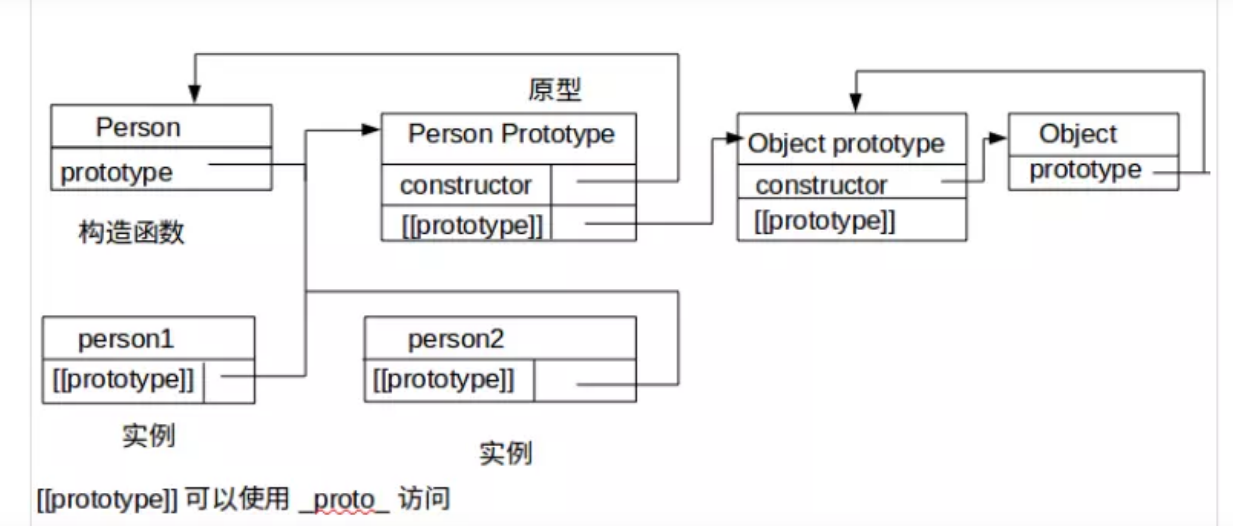 原型
Person
prototype
构造函数
Person Prototype
constructor
[[prototype]]
Object prototype
constructor
[[prototype]]
Object
prototype
person1
[[prototype]]
实例
person2
[[prototype]]
实例
[[prototype]] 可以使用 _proto_ 访问